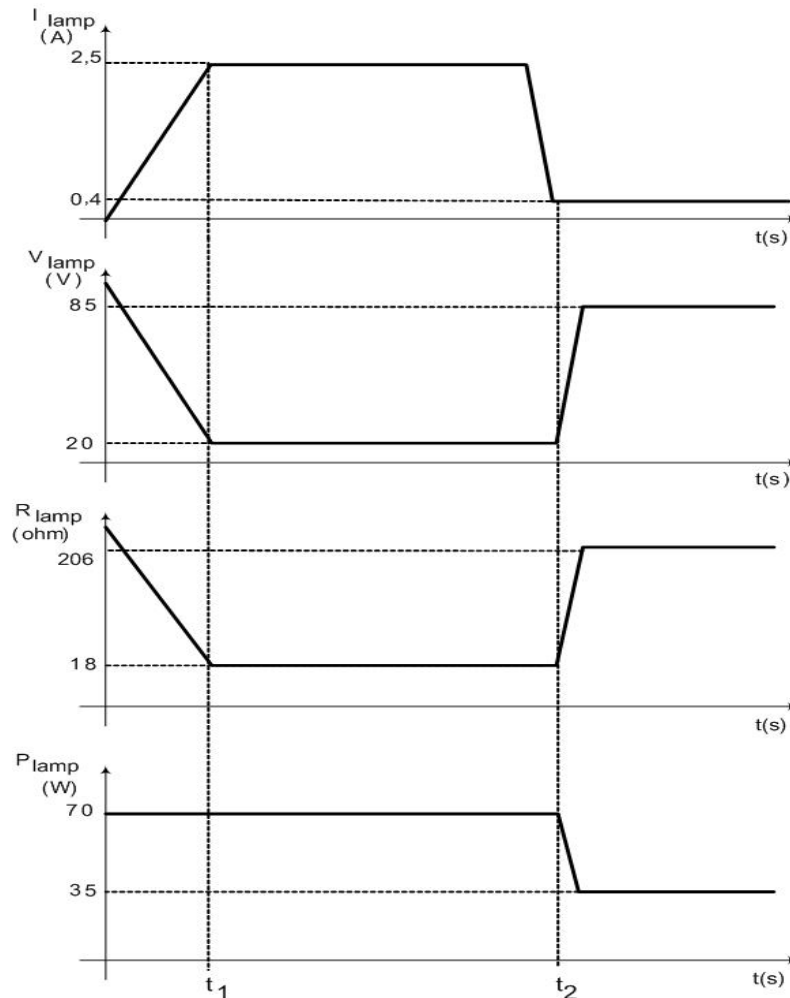 I lamp
(A)
2,5
0,4
t(s)
V lamp
(V)
85
20
t(s)
R lamp
(ohm)
206
18
t(s)
P lamp
(W)
70
35
t(s)
t1 t2